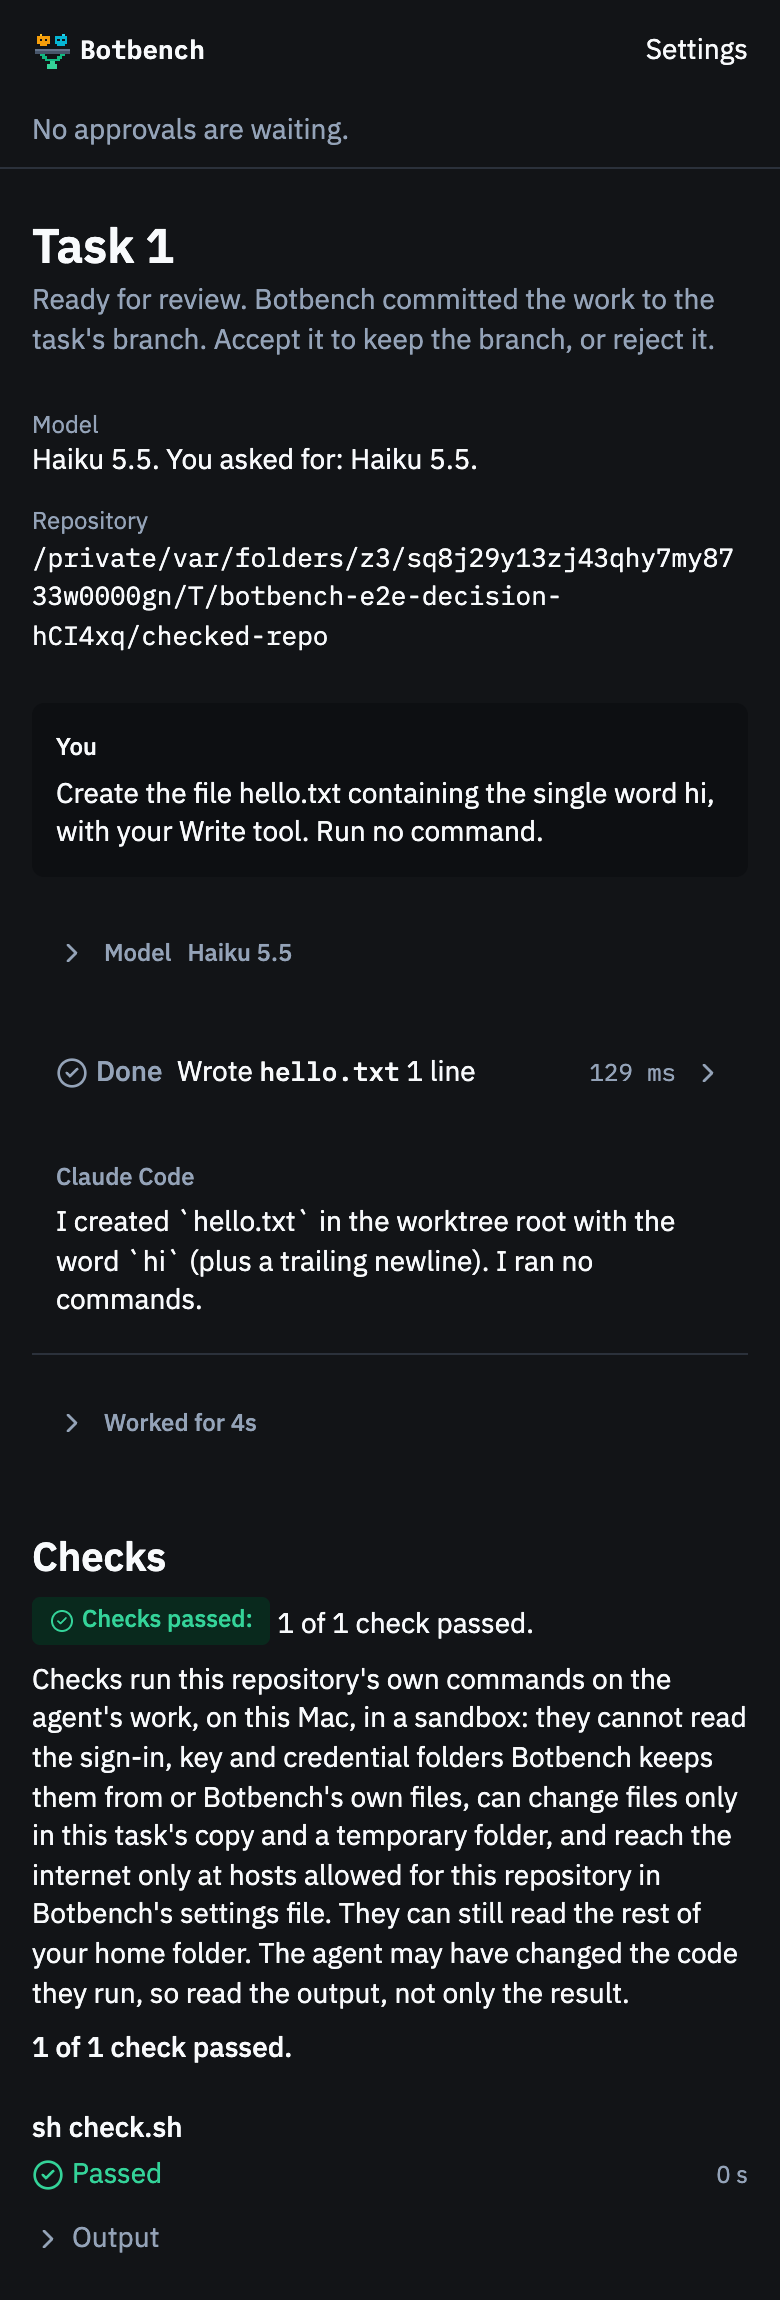 Botbench
Settings
No approvals are waiting.
Task 1
Ready for review. Botbench committed the work to the
task's branch. Accept it to keep the branch, or reject it.
Model
Haiku 5.5. You asked for: Haiku 5.5.
Repository
/private/var/folders/z3/sq8j29y13zj43qhy7my87
33w0000gn/T/botbench-e2e-decision-
hCI4xq/checked-repo
You
Create the file hello.txt containing the single word hi,
with your Write tool. Run no command.
Model Haiku 5.5
Done Wrote hello.txt 1 line 129 ms
Claude Code
I created `hello.txt` in the worktree root with the
word `hi` (plus a trailing newline). I ran no
commands.
Worked for 4s
Checks
Checks passed: 1 of 1 check passed.
Checks run this repository's own commands on the
agent's work, on this Mac, in a sandbox: they cannot read
the sign-in, key and credential folders Botbench keeps
them from or Botbench's own files, can change files only
in this task's copy and a temporary folder, and reach the
internet only at hosts allowed for this repository in
Botbench's settings file. They can still read the rest of
your home folder. The agent may have changed the code
they run, so read the output, not only the result.
1 of 1 check passed.
sh check.sh
Passed 0 s
Output